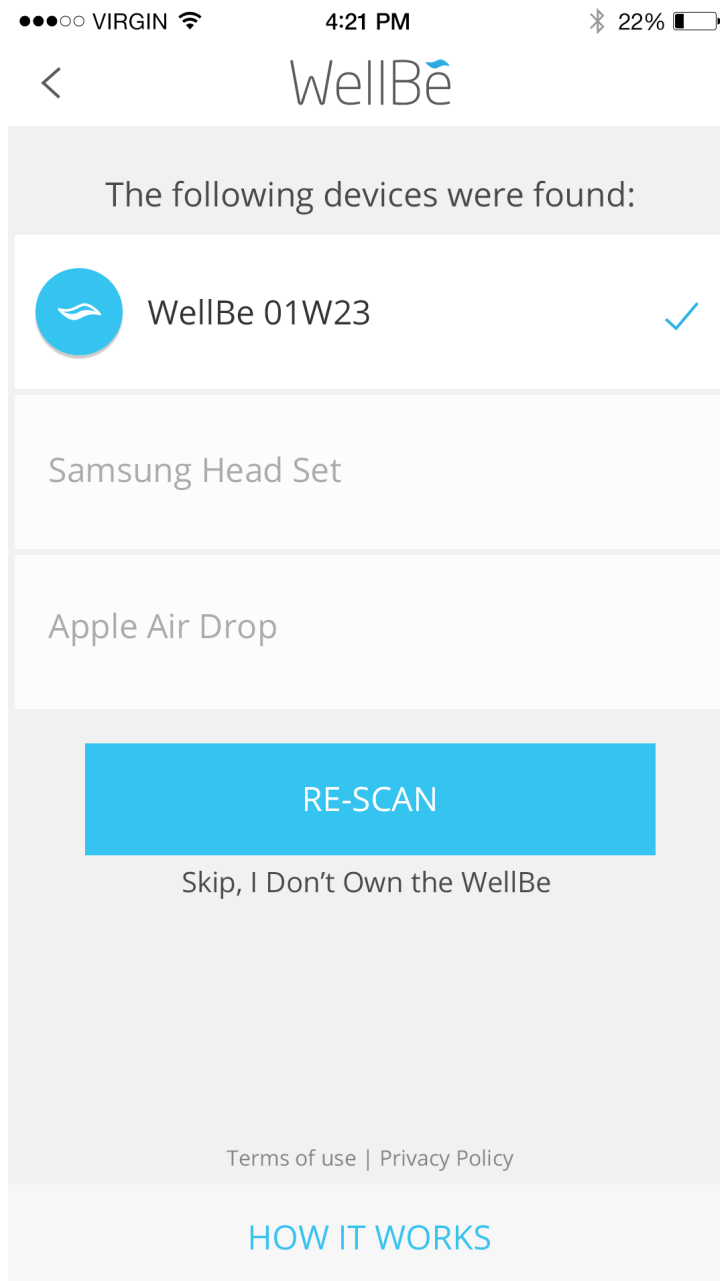 VIRGIN 4:21 PM 22%
WellBe
The following devices were found:
WellBe 01W23
Samsung Head Set
Apple Air Drop
RE-SCAN
Skip, I Don’t Own the WellBe
Terms of use | Privacy Policy
HOW IT WORKS